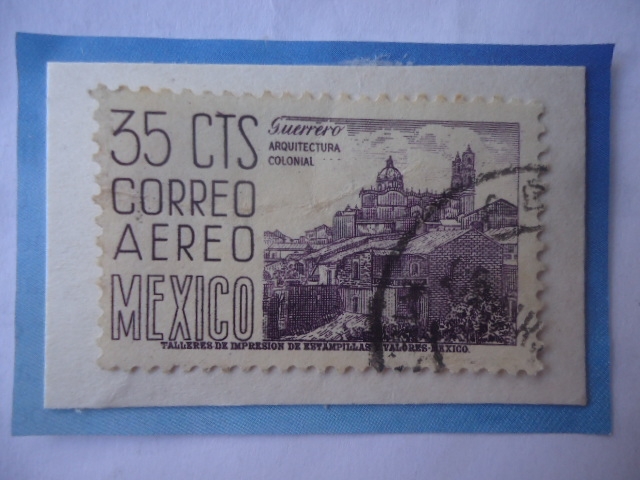 35 CTS
CORREO
AEREO
MEXICO
Guerrero
ARQUITECTURA
COLONIAL
TALLERES DE IMPRESION DE ESTAMPILLAS Y VALORES-MEXICO.